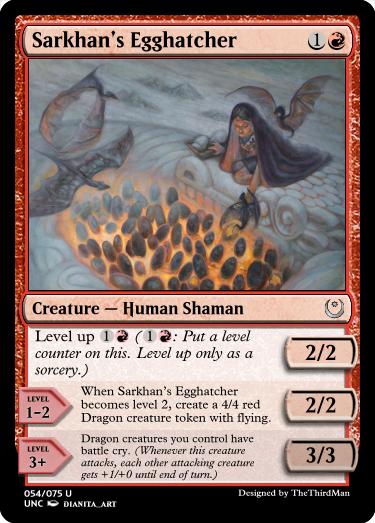 Sarkhan's Egghatcher 1
Creature — Human Shaman
Level up 1 (1: Put a level
counter on this. Level up only as a
sorcery.)
2/2
LEVEL
1-2
When Sarkhan's Egghatcher
becomes level 2, create a 4/4 red
Dragon creature token with flying.
2/2
LEVEL
3+
Dragon creatures you control have
battle cry. (Whenever this creature
attacks, each other attacking creature
gets +1/+0 until end of turn.)
3/3
054/075 U
UNC DIANITA_ART
Designed by TheThirdMan